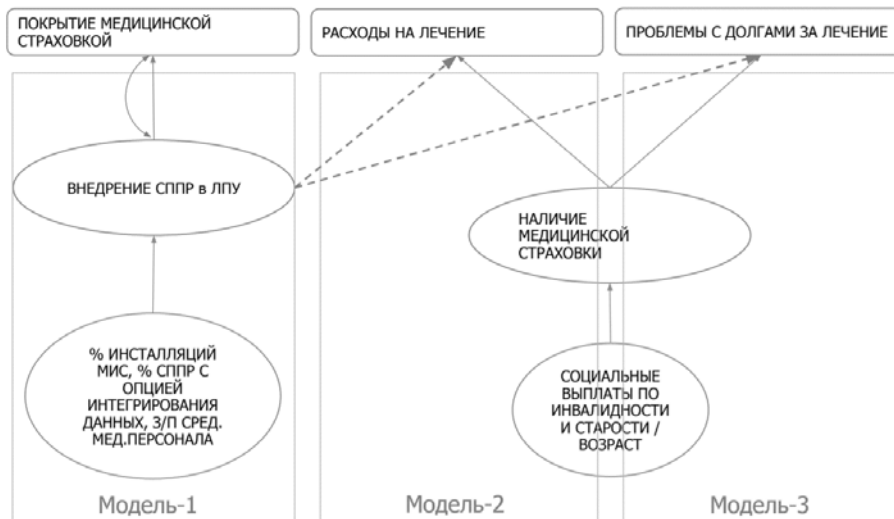 ПОКРЫТИЕ МЕДИЦИНСКОЙ
СТРАХОВКОЙ
РАСХОДЫ НА ЛЕЧЕНИЕ
ПРОБЛЕМЫ С ДОЛГАМИ ЗА ЛЕЧЕНИЕ
ВНЕДРЕНИЕ СППР в ЛПУ
НАЛИЧИЕ
МЕДИЦИНСКОЙ
СТРАХОВКИ
% ИНСТАЛЛЯЦИЙ
МИС, % СППР С
ОПЦИЕЙ
ИНТЕГРИРОВАНИЯ
ДАННЫХ, З/П СРЕД.
МЕД.ПЕРСОНАЛА
СОЦИАЛЬНЫЕ
ВЫПЛАТЫ ПО
ИНВАЛИДНОСТИ
И СТАРОСТИ /
ВОЗРАСТ
Модель-1
Модель-2
Модель-3